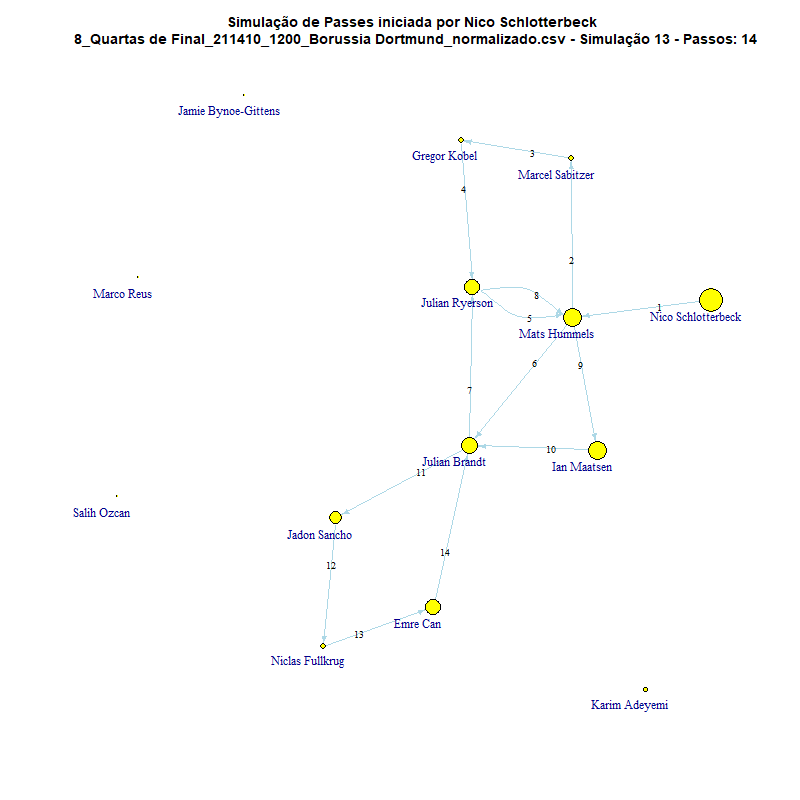 Simulação de Passes iniciada por Nico Schlotterbeck
8_Quartas de Final_211410_1200_Borussia Dortmund_normalizado.csv - Simulação 13 - Passos: 14
Jamie Bynoe-Gittens
3
Gregor Kobel
Marcel Sabitzer
4
2
Marco Reus
8
Julian Ryerson
1
5
Nico Schlotterbeck
Mats Hummels
6
9
7
10
Julian Brandt
Ian Maatsen
11
Salih Ozcan
Jadon Sancho
14
12
Emre Can
13
Niclas Fullkrug
Karim Adeyemi